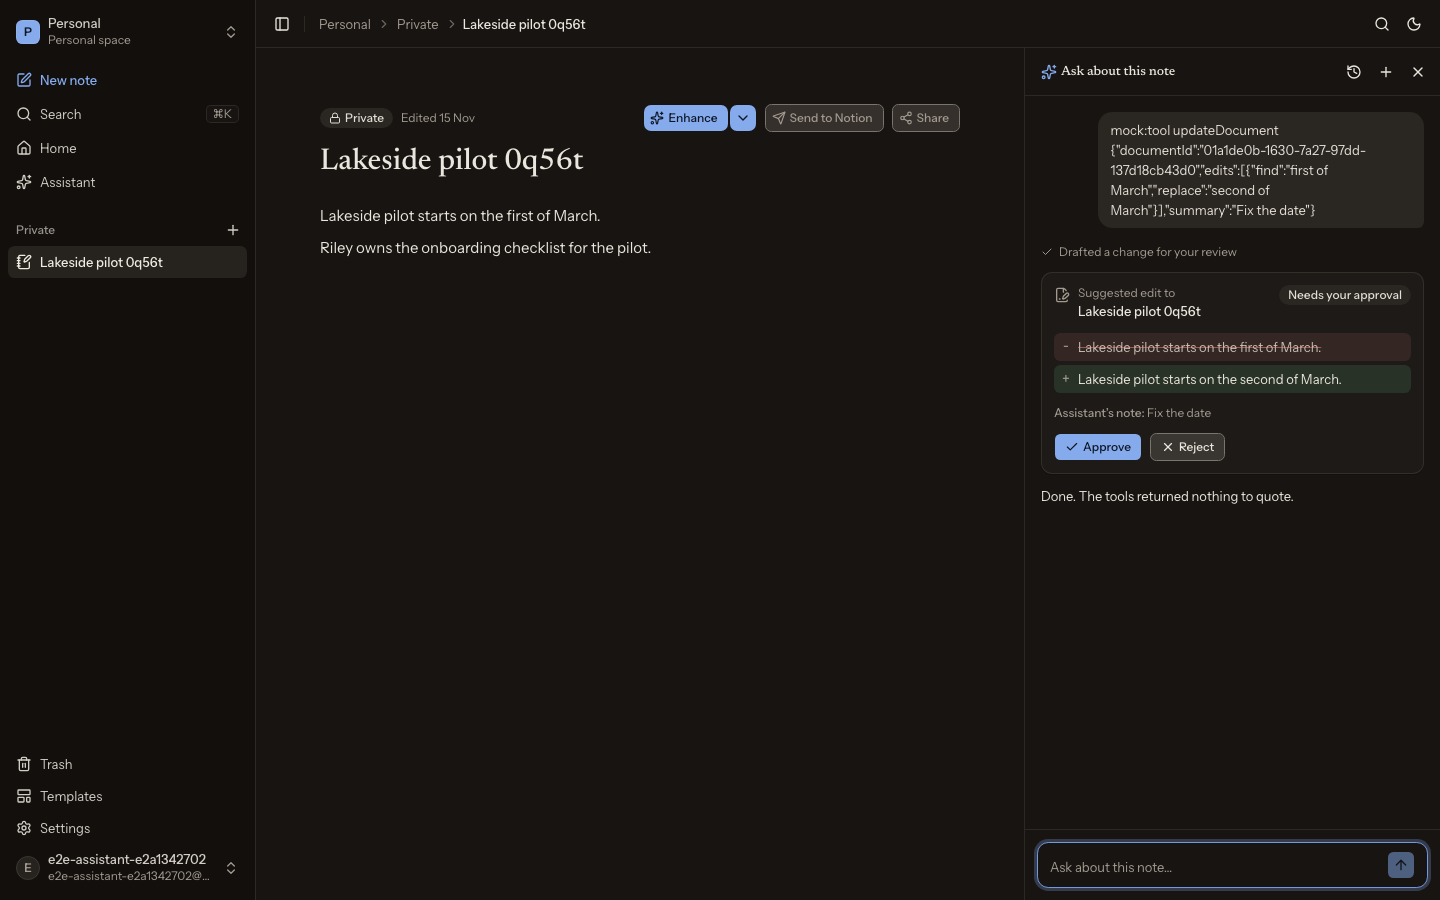 P
Personal
Personal space
New note
Search
⌘K
Home
Assistant
Private
Lakeside pilot 0q56t
Trash
Templates
Settings
E
e2e-assistant-e2a1342702
e2e-assistant-e2a1342702@...
Personal > Private > Lakeside pilot 0q56t
Private
Edited 15 Nov
Enhance
Send to Notion
Share
Lakeside pilot 0q56t
Lakeside pilot starts on the first of March.
Riley owns the onboarding checklist for the pilot.
Ask about this note
mock:tool updateDocument
{"documentId":"01a1de0b-1630-7a27-97dd-
137d18cb43d0","edits":[{"find":"first of
March","replace":"second of
March"}],"summary":"Fix the date"}
Drafted a change for your review
Suggested edit to
Needs your approval
Lakeside pilot 0q56t
- Lakeside pilot starts on the first of March.
+ Lakeside pilot starts on the second of March.
Assistant's note: Fix the date
Approve
Reject
Done. The tools returned nothing to quote.
Ask about this note...